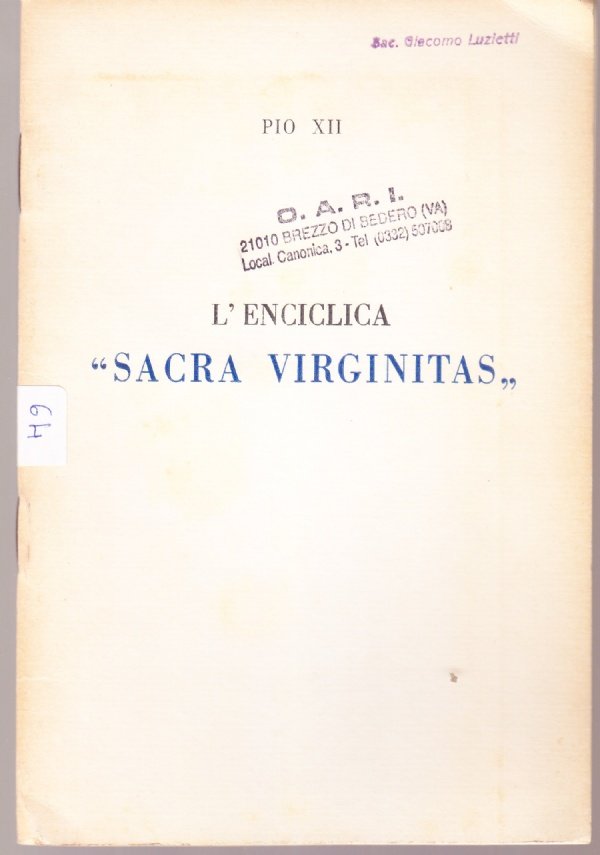 Sac. Giacomo Luzietti
PIO XII
O. A. R. I.
21010 BREZZO DI BEDERO (VA)
Local. Canonica, 3 - Tel (0332) 507008
L' ENCICLICA
“SACRA VIRGINITAS„